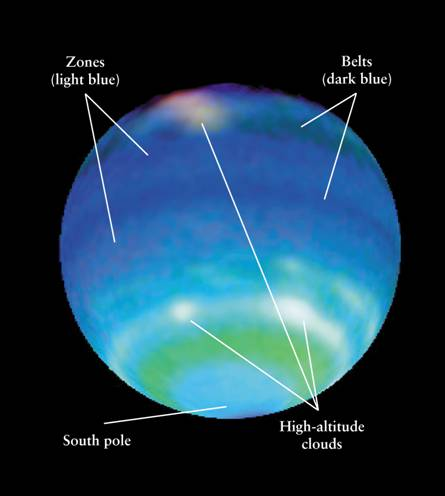 Zones
(light blue)
Belts
(dark blue)
South pole
High-altitude
clouds